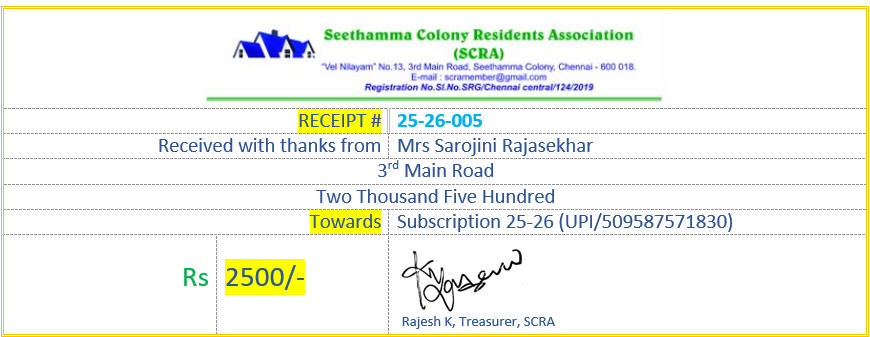 Seethamma Colony Residents Association
(SCRA)
"Vel Nilayam" No.13, 3rd Main Road, Seethamma Colony, Chennai - 600 018.
E-mail : scramember@gmail.com
Registration No.Sl.No.SRG/Chennai central/124/2019
RECEIPT # 25-26-005
Received with thanks from Mrs Sarojini Rajasekhar
3rd Main Road
Two Thousand Five Hundred
Towards Subscription 25-26 (UPI/509587571830)
Rs 2500/-
Rajesh K, Treasurer, SCRA